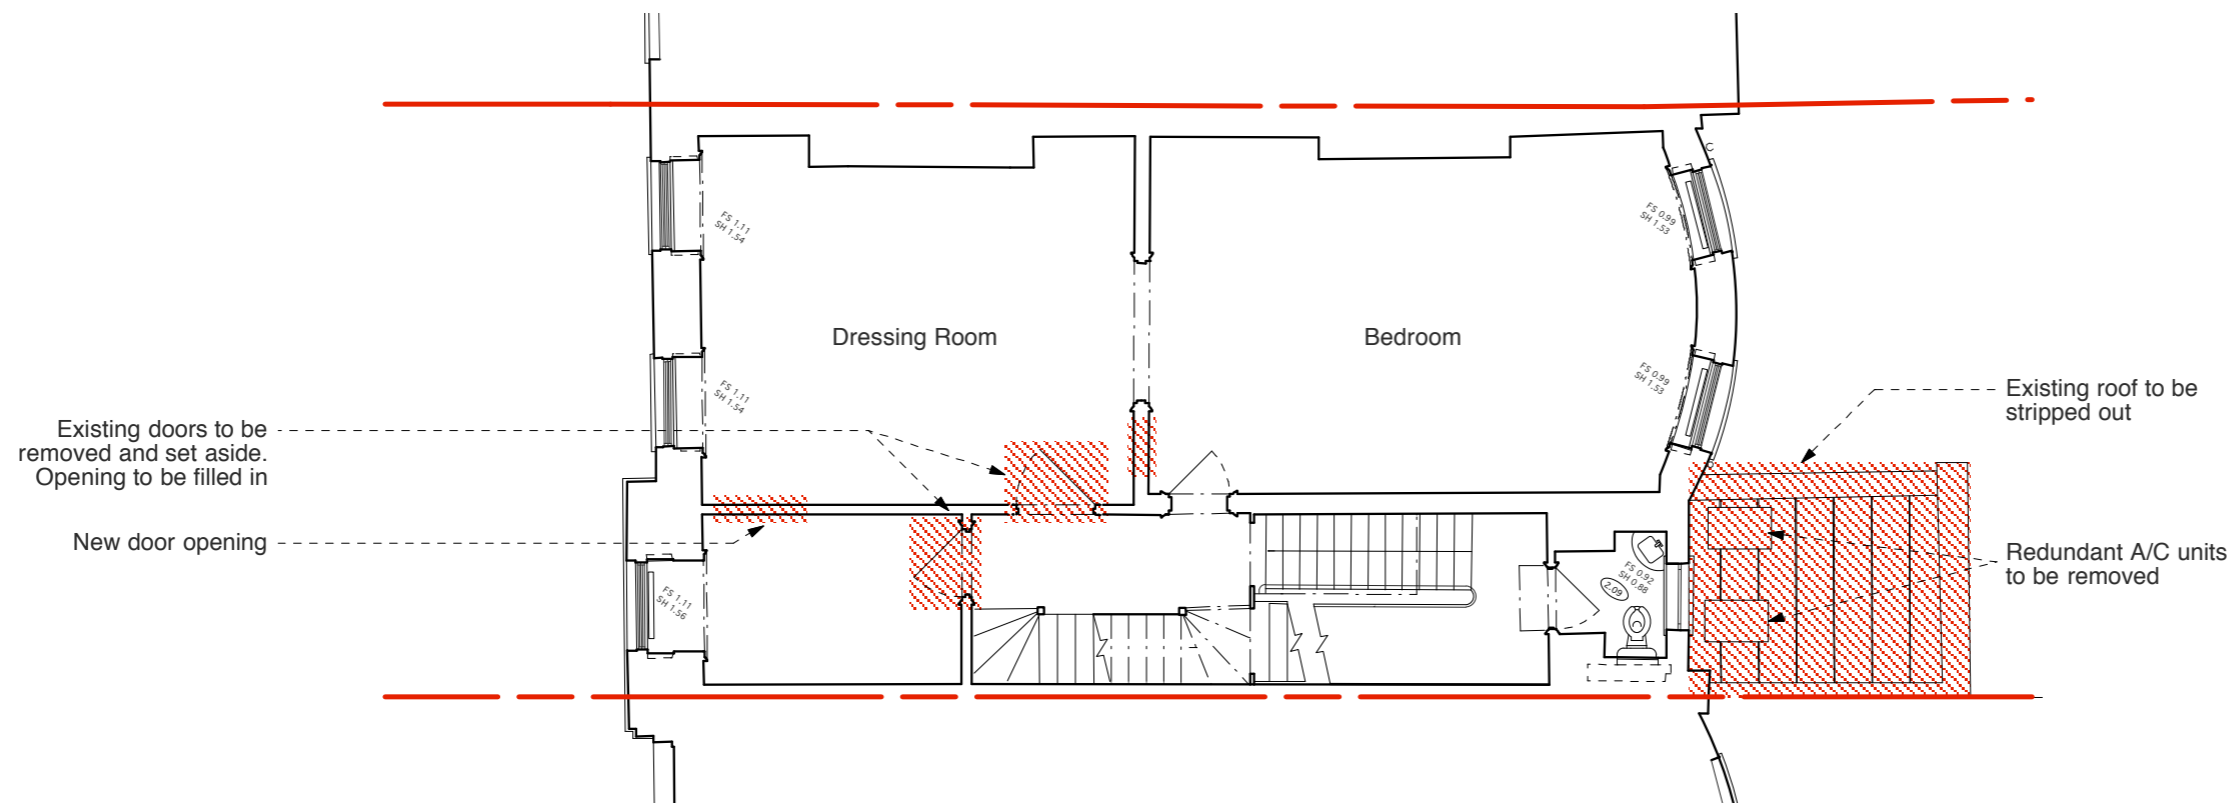 FS 1.11
SH 1.54
FS 0.99
SH 1.53
Dressing Room
Bedroom
FS 1.11
SH 1.54
FS 0.99
SH 1.53
Existing roof to be
stripped out
Existing doors to be
removed and set aside.
Opening to be filled in
New door opening
Redundant A/C units
to be removed
FS 1.11
SH 1.56
FS 0.92
SH 0.88
2.09
C